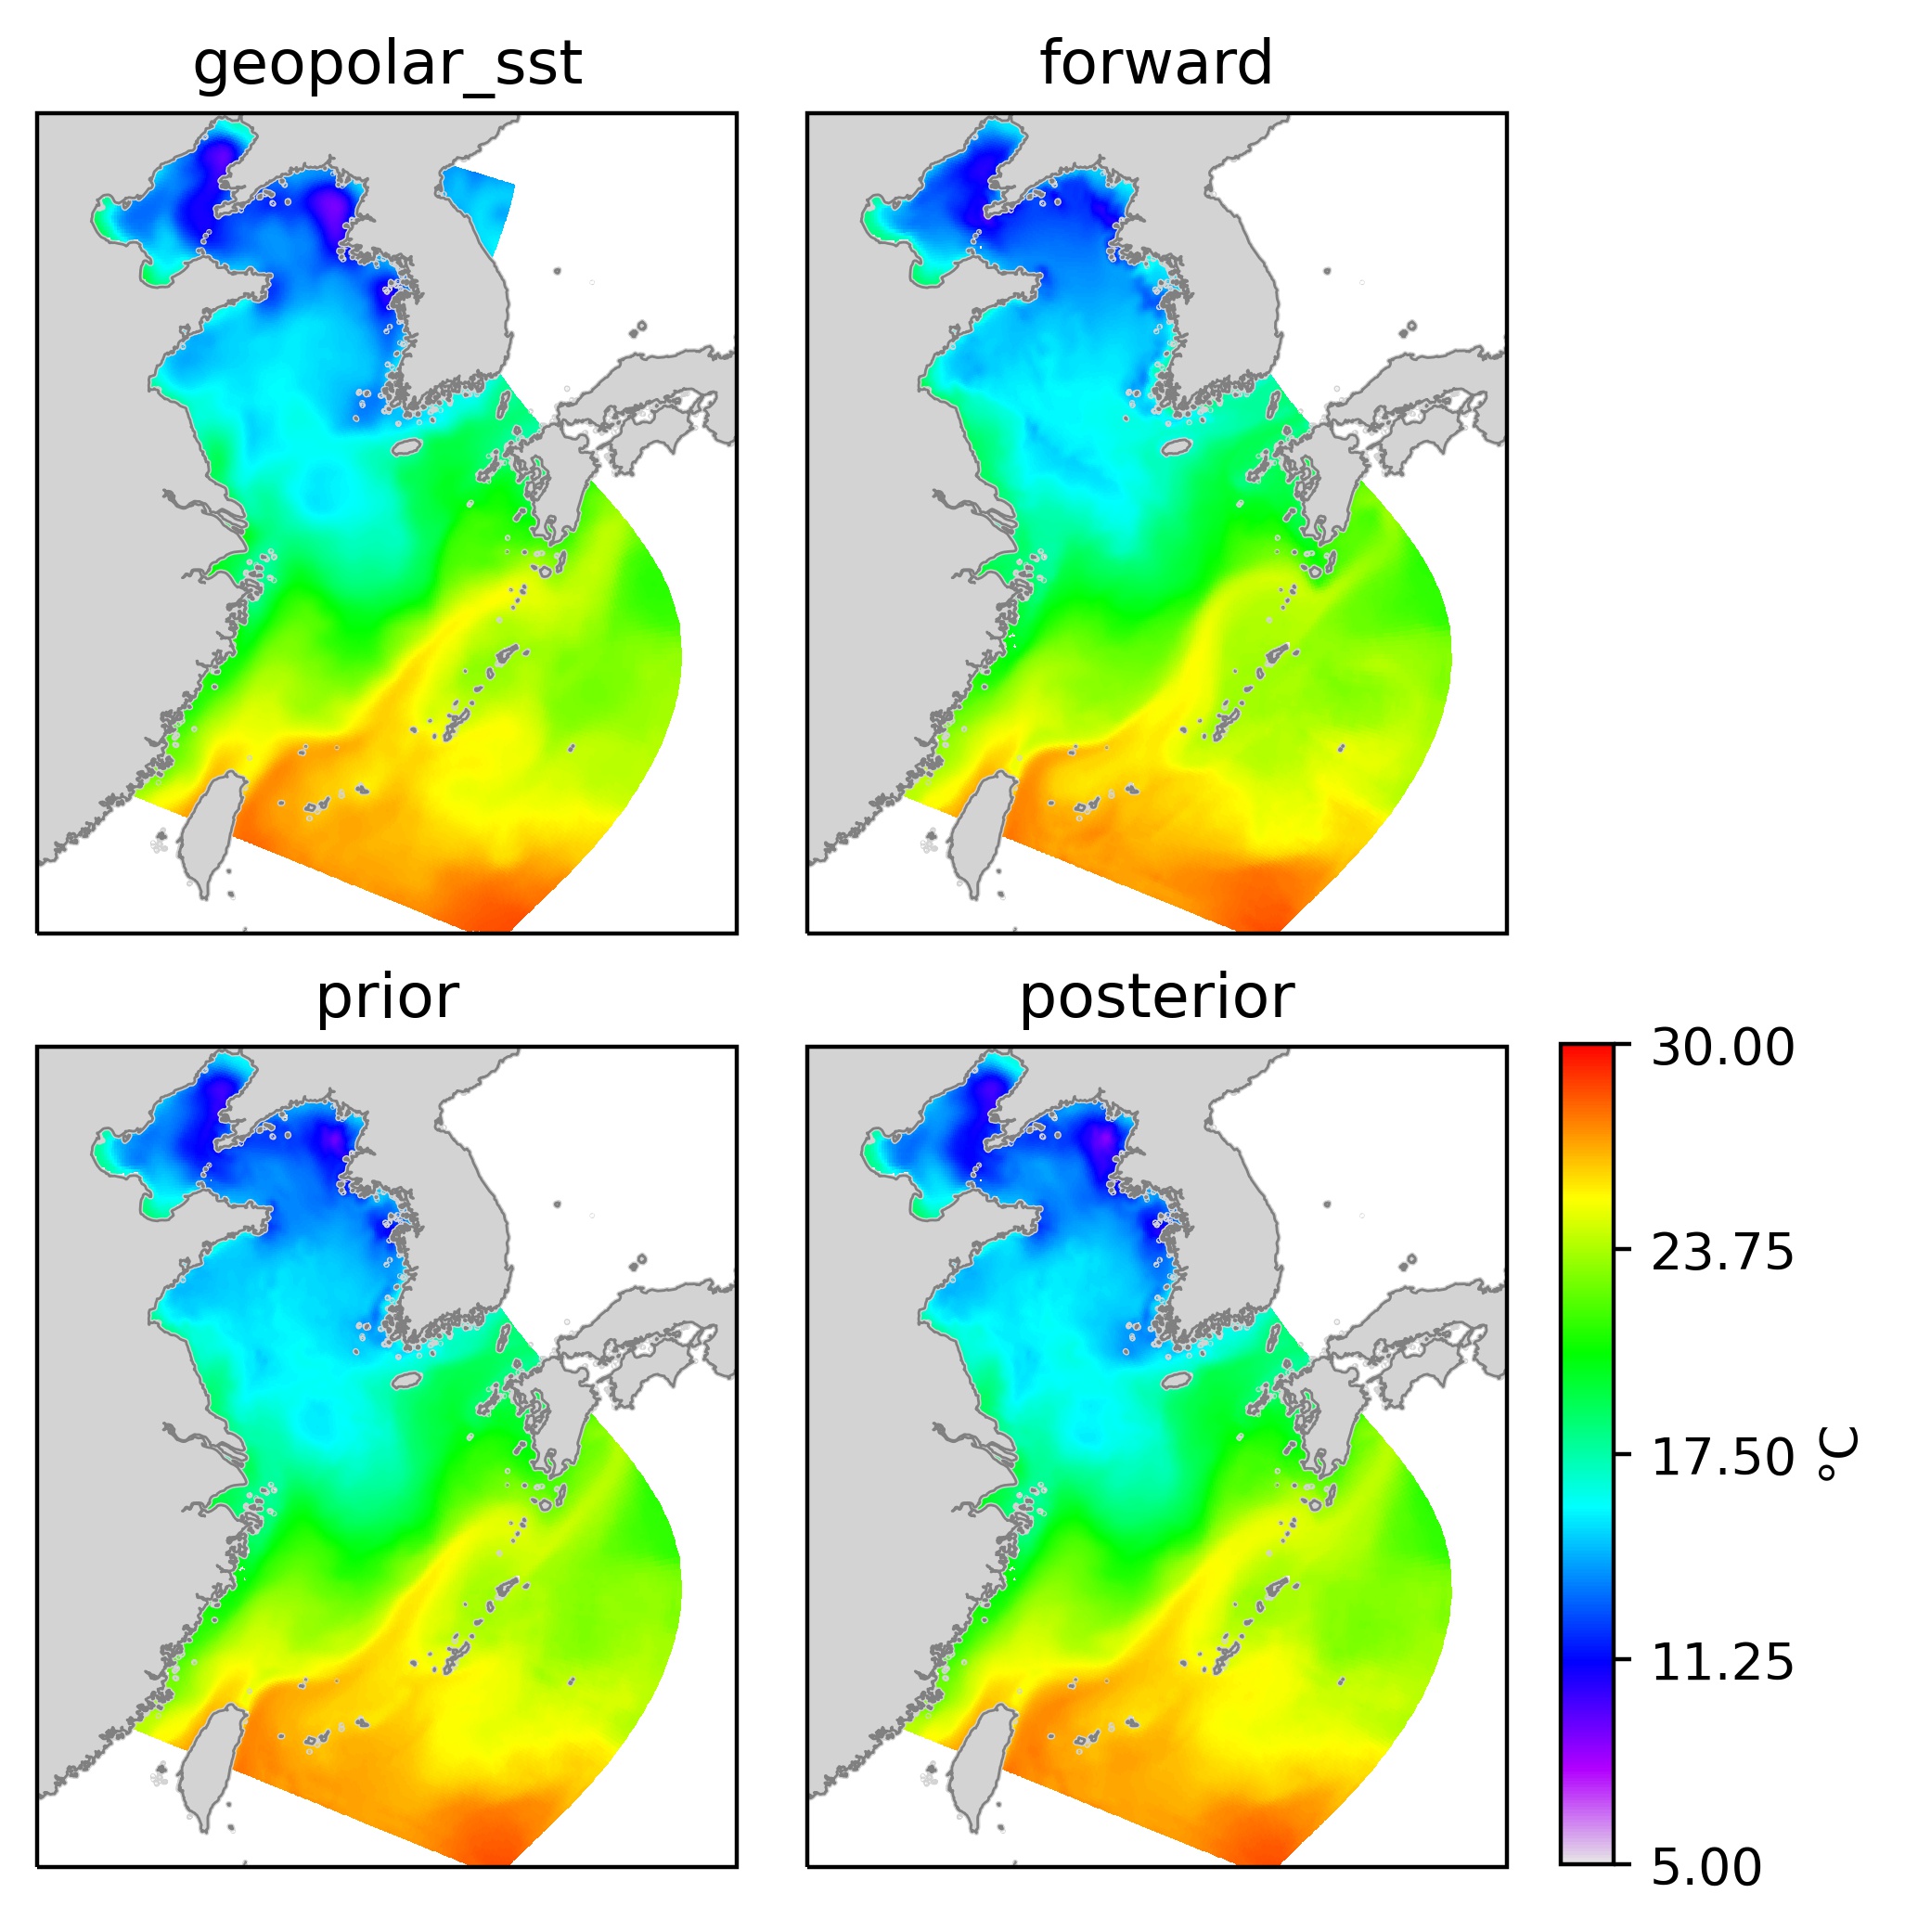 geopolar_sst
forward
prior
posterior
30.00
23.75
17.50
11.25
5.00
°C